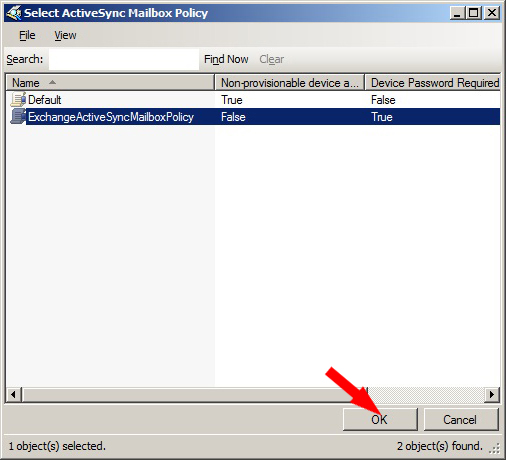 Select ActiveSync Mailbox Policy
File View
Search: Find Now Clear
Name Non-provisionable device a... Device Password Required
Default True False
ExchangeActiveSyncMailboxPolicy False True
OK Cancel
1 object(s) selected. 2 object(s) found.